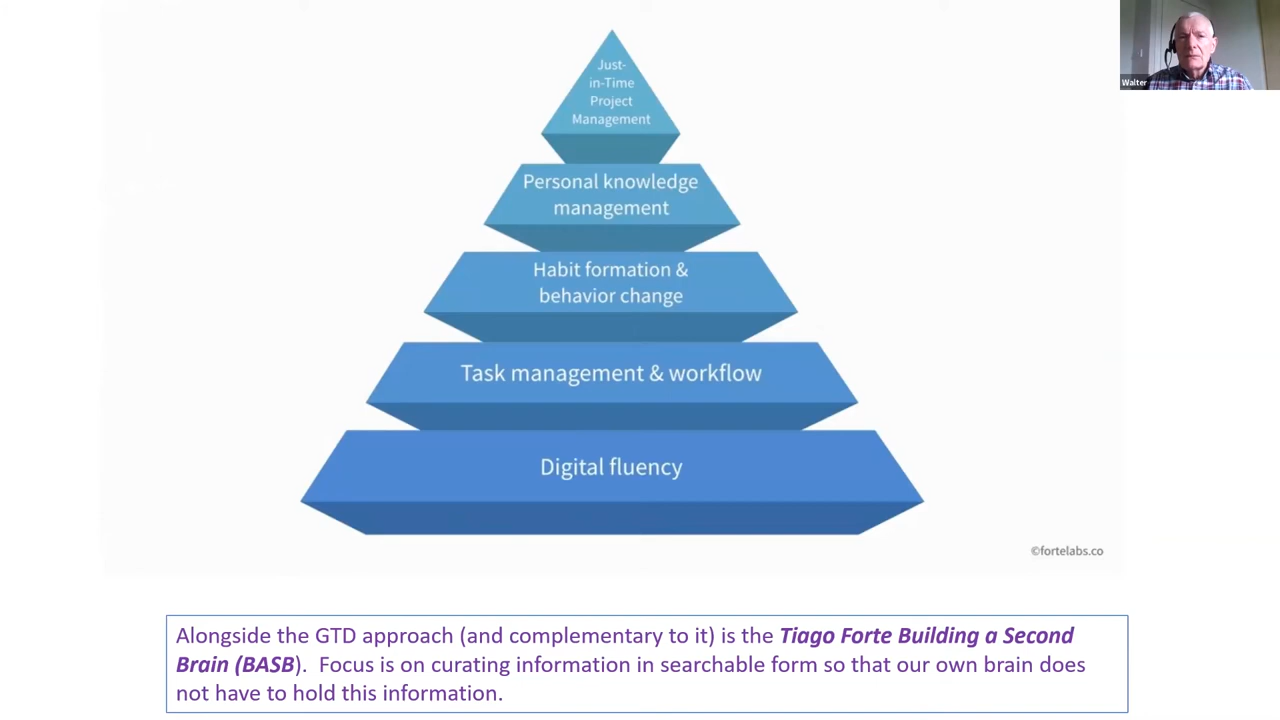 Just-
in-Time
Project
Management
Walter
Personal knowledge
management
Habit formation &
behavior change
Task management & workflow
Digital fluency
©fortelabs.co
Alongside the GTD approach (and complementary to it) is the Tiago Forte Building a Second
Brain (BASB).  Focus is on curating information in searchable form so that our own brain does
not have to hold this information.